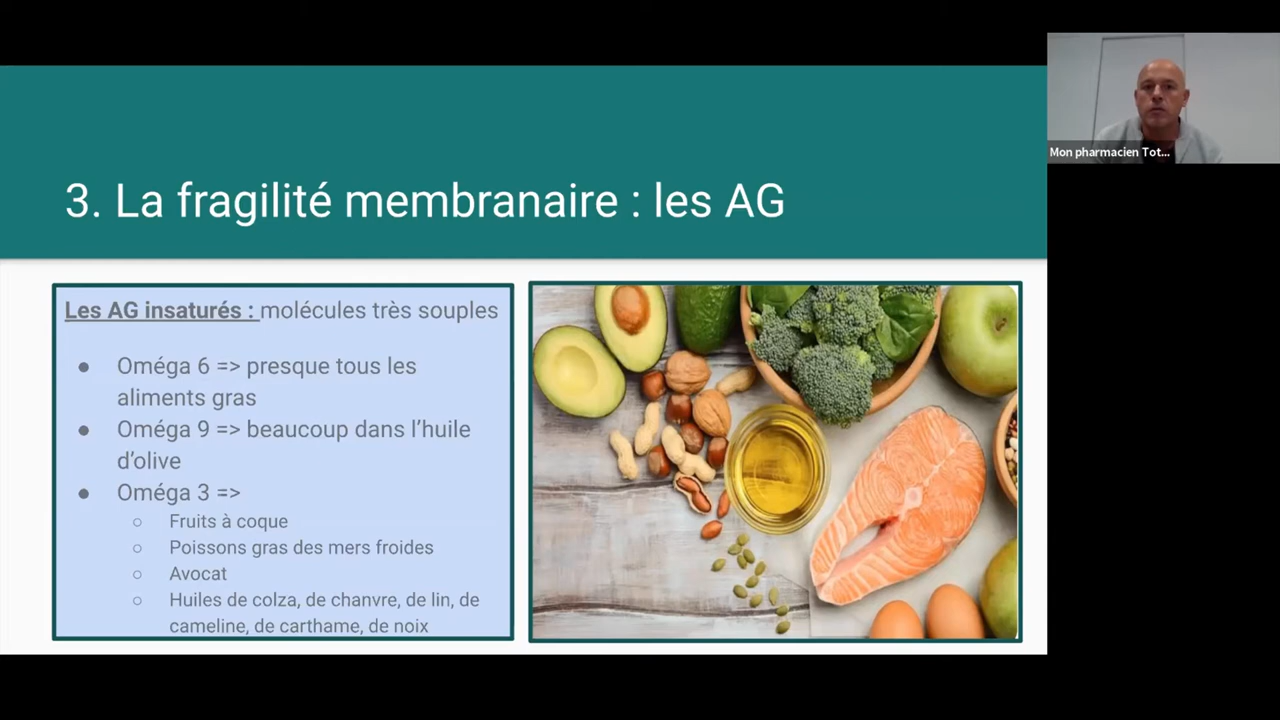 3. La fragilité membranaire : les AG
Les AG insaturés : molécules très souples
● Oméga 6 => presque tous les
aliments gras
● Oméga 9 => beaucoup dans l'huile
d'olive
● Oméga 3 =>
○ Fruits à coque
○ Poissons gras des mers froides
○ Avocat
○ Huiles de colza, de chanvre, de lin, de
cameline, de carthame, de noix
Mon pharmacien Tot...